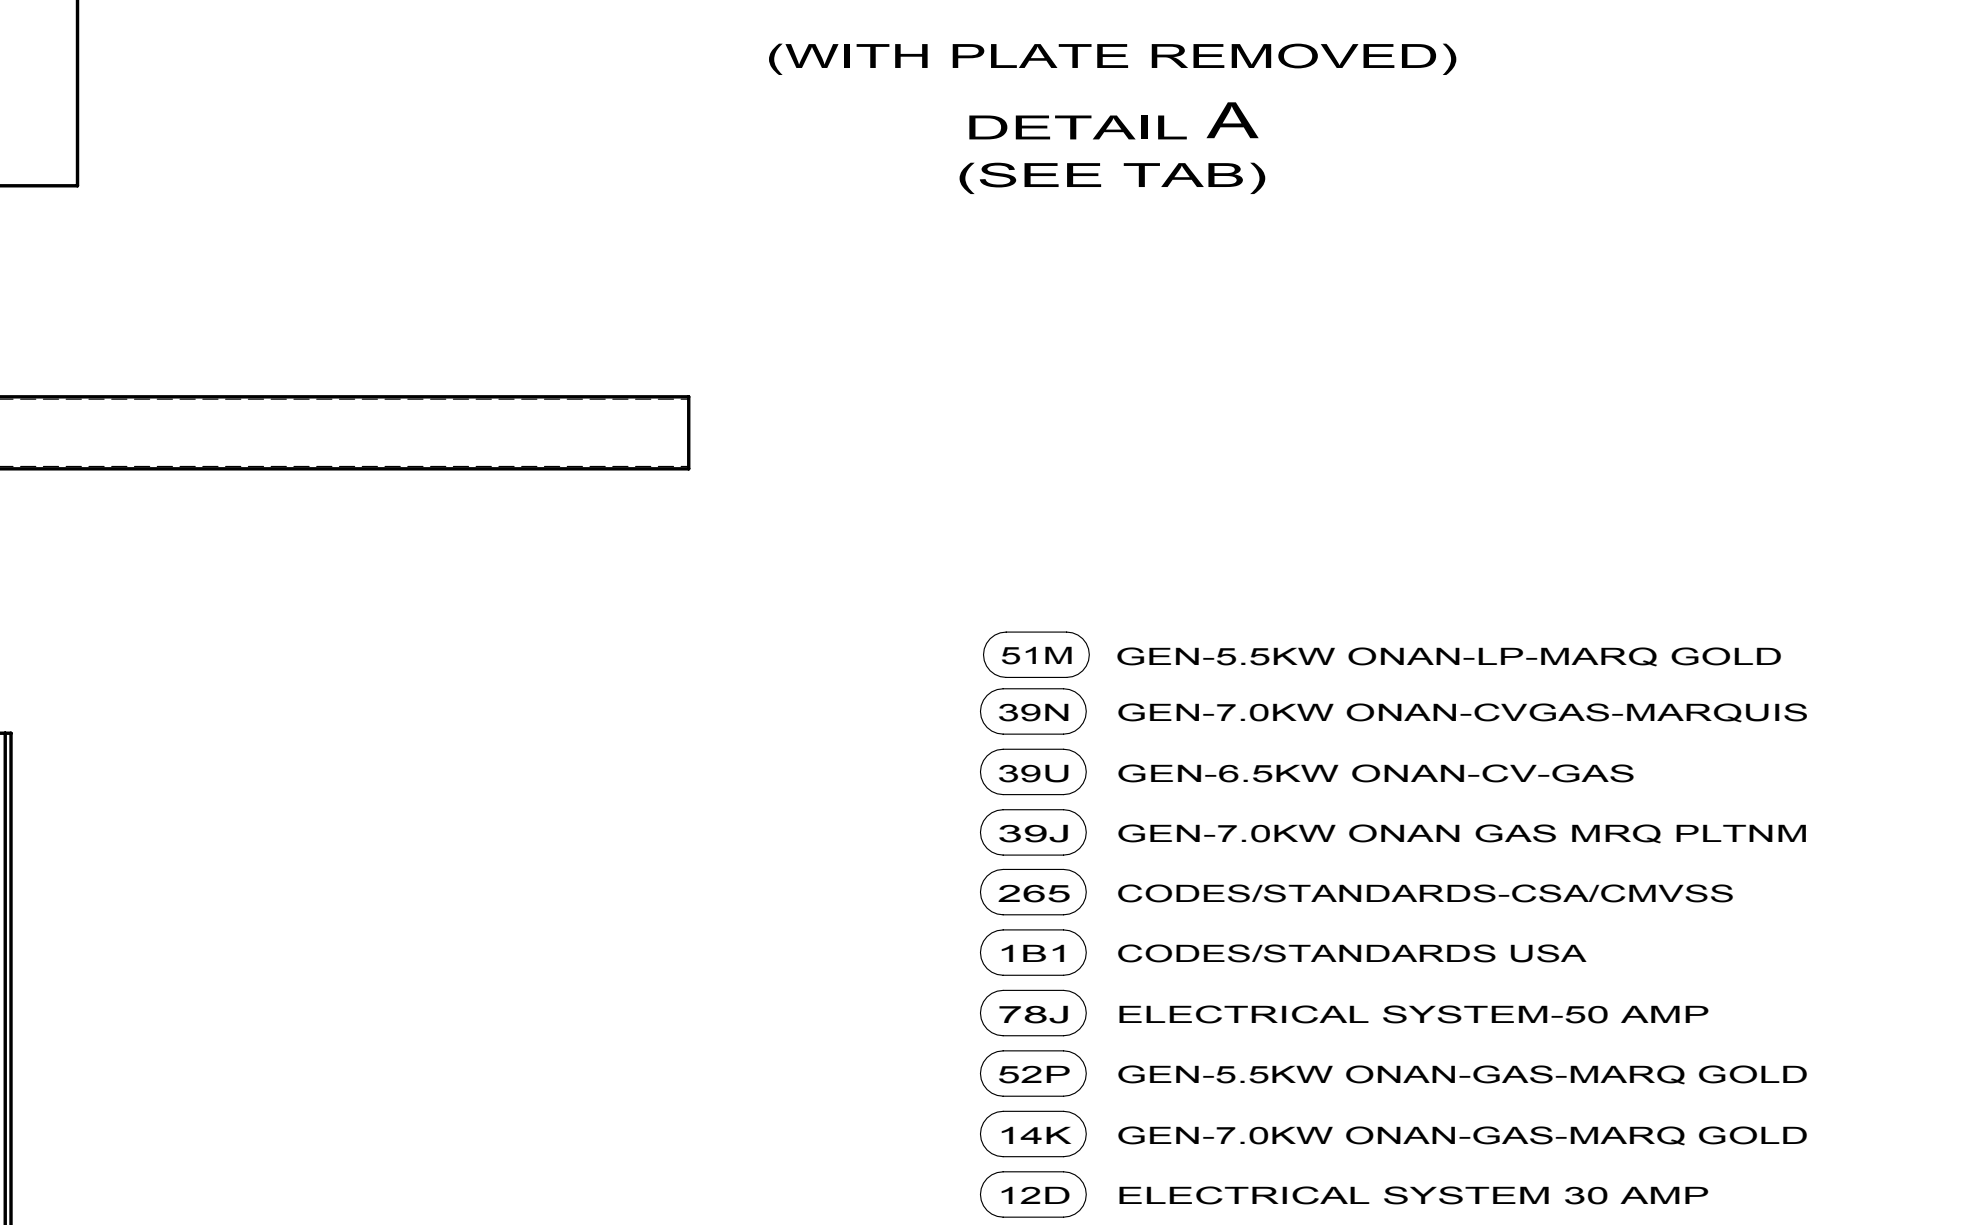 (WITH PLATE REMOVED)
DETAIL A
(SEE TAB)
51M GEN-5.5KW ONAN-LP-MARQ GOLD
39N GEN-7.0KW ONAN-CVGAS-MARQUIS
39U GEN-6.5KW ONAN-CV-GAS
39J GEN-7.0KW ONAN GAS MRQ PLTNM
265 CODES/STANDARDS-CSA/CMVSS
1B1 CODES/STANDARDS USA
78J ELECTRICAL SYSTEM-50 AMP
52P GEN-5.5KW ONAN-GAS-MARQ GOLD
14K GEN-7.0KW ONAN-GAS-MARQ GOLD
12D ELECTRICAL SYSTEM 30 AMP